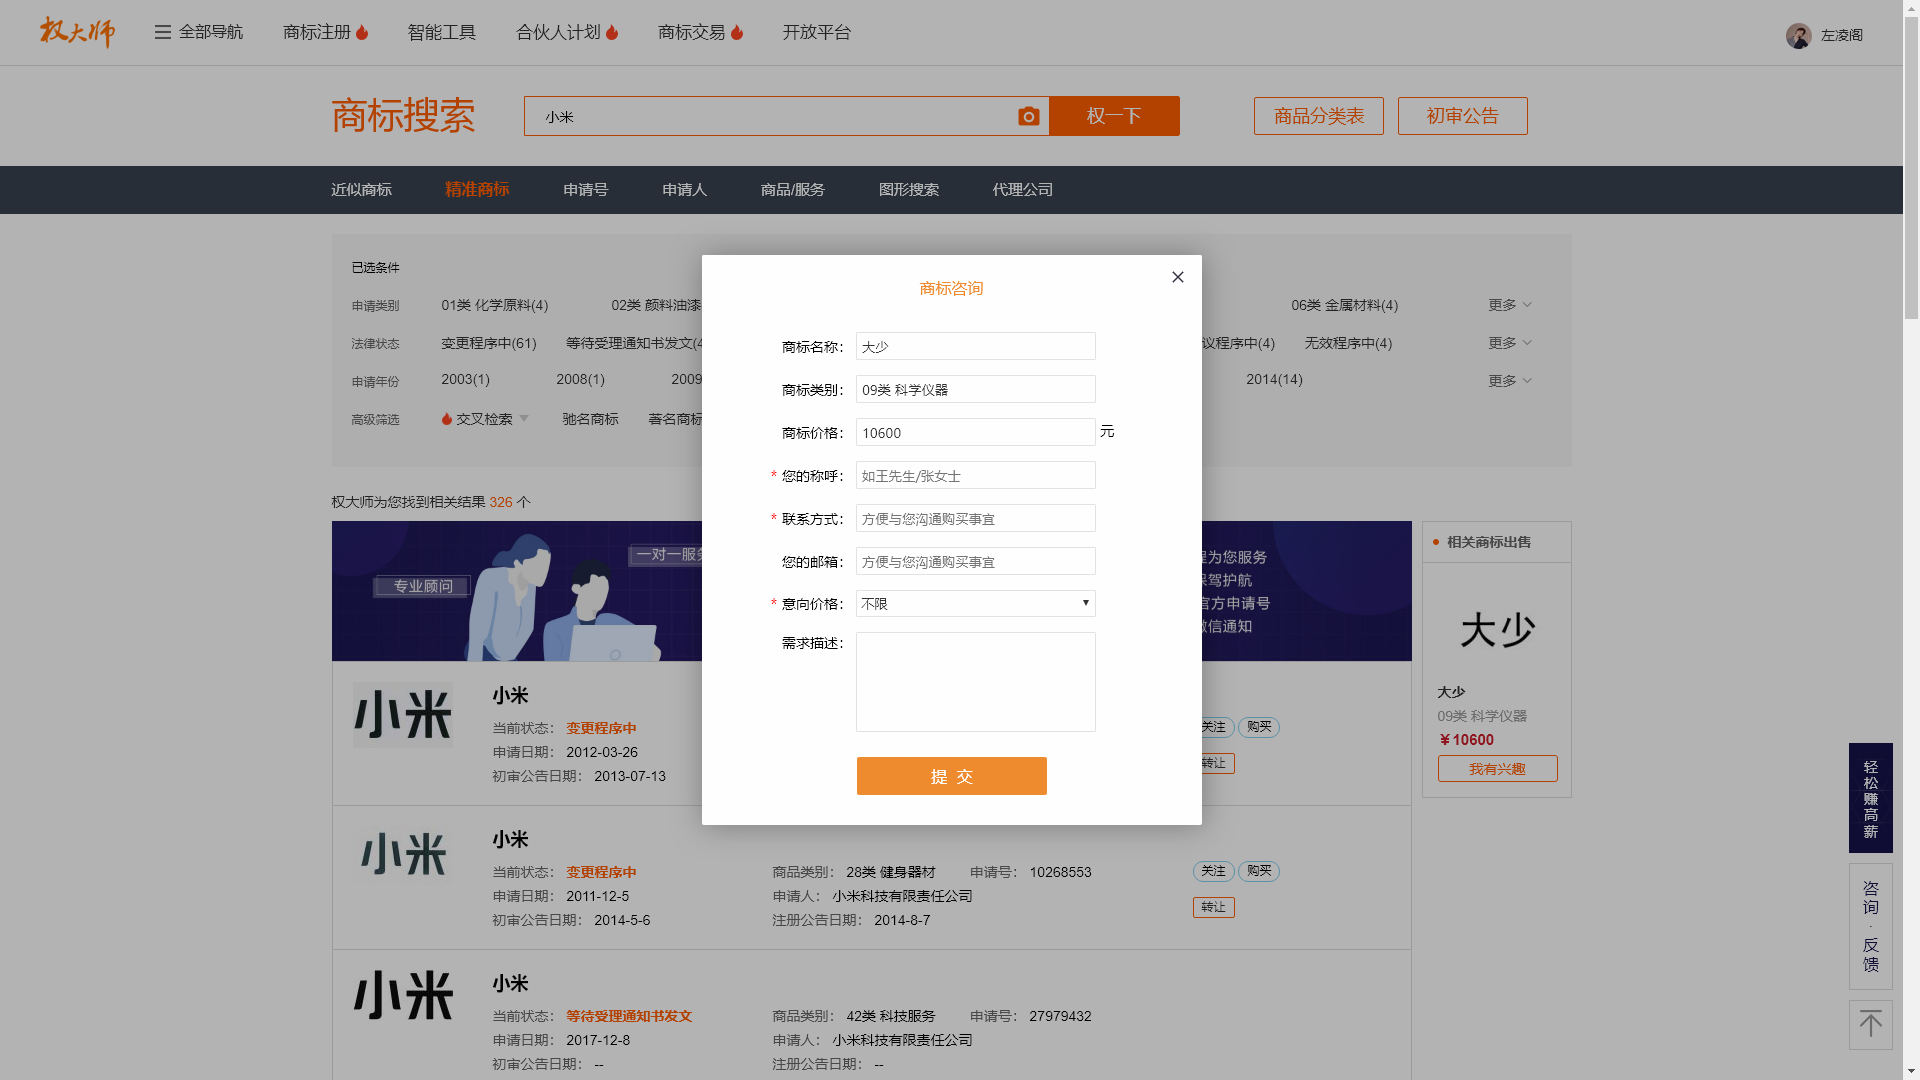 权大师
全部导航
商标注册
智能工具
合伙人计划
商标交易
开放平台
左凌阁
商标搜索
小米
权一下
商品分类表
初审公告
近似商标
精准商标
申请号
申请人
商品/服务
图形搜索
代理公司
已选条件
申请类别
01类 化学原料(4)
02类 颜料油漆
06类 金属材料(4)
更多
法律状态
变更程序中(61)
等待受理通知书发文(4
议程序中(4)
无效程序中(4)
更多
申请年份
2003(1)
2008(1)
2009
2014(14)
更多
高级筛选
交叉检索
驰名商标
著名商标
权大师为您找到相关结果 326 个
专业顾问
一对一服务
程为您服务
保驾护航
官方申请号
微信通知
商标咨询
商标名称：
大少
商标类别：
09类 科学仪器
商标价格：
10600
元
* 您的称呼：
如王先生/张女士
* 联系方式：
方便与您沟通购买事宜
您的邮箱：
方便与您沟通购买事宜
* 意向价格：
不限
需求描述：
提 交
小米
小米
当前状态： 变更程序中
申请日期： 2012-03-26
初审公告日期： 2013-07-13
关注
购买
转让
小米
小米
当前状态： 变更程序中
商品类别： 28类 健身器材
申请号： 10268553
申请日期： 2011-12-5
申请人： 小米科技有限责任公司
初审公告日期： 2014-5-6
注册公告日期： 2014-8-7
关注
购买
转让
小米
小米
当前状态： 等待受理通知书发文
商品类别： 42类 科技服务
申请号： 27979432
申请日期： 2017-12-8
申请人： 小米科技有限责任公司
初审公告日期： --
注册公告日期： --
相关商标出售
大少
大少
09类 科学仪器
¥10600
我有兴趣
轻松赚高薪
咨询·反馈